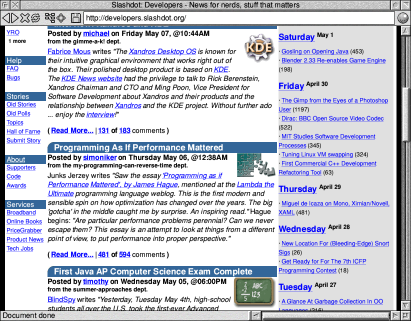 Slashdot: Developers - News for nerds, stuff that matters
http://developers.slashdot.org/
YRO
1 more
Help
FAQ
Bugs
Stories
Old Stories
Old Polls
Topics
Hall of Fame
Submit Story
About
Supporters
Code
Awards
Services
Broadband
Online Books
PriceGrabber
Product News
Tech Jobs
Posted by michael on Friday May 07, @10:44AM
from the gimme-a-kl dept.
Fabrice Mous writes "The Xandros Desktop OS is known for
their intuitive graphical environment that works right out of
the box. Their polished desktop product is based on KDE.
The KDE News website had the privilege to talk to Rick Berenstein,
Xandros Chairman and CTO and Ming Poon, Vice President for
Software Development about Xandros and their products and the
relationship between Xandros and the KDE project. Without further ado
... enjoy the interview!"
( Read More... | 131 of 183 comments )
Programming As If Performance Mattered
Posted by simoniker on Thursday May 06, @12:38AM
from the my-programming-can-reverse-time dept.
Junks Jerzey writes "Saw the essay 'Programming as if
Performance Mattered', by James Hague, mentioned at the Lambda the
Ultimate programming language weblog. This is the first modern and
sensible spin on how optimization has changed over the years. The big
'gotcha' in the middle caught me by surprise. An inspiring read." Hague
begins: "Are particular performance problems perennial? Can we never
escape them? This essay is an attempt to look at things from a different
point of view, to put performance into proper perspective."
( Read More... | 481 of 594 comments )
First Java AP Computer Science Exam Complete
Posted by timothy on Wednesday May 05, @06:00PM
from the summer-approaches dept.
BlindSpy writes "Yesterday, Tuesday May 4th, high-school
students all over the U.S. took the first-ever Advanced
Saturday May 1
· Gosling on Opening Java (453)
· Blender 2.33 Re-enables Game Engine
(198)
Friday April 30
· From PHP to the Eyes of a Photoshop
User (1197)
· Dirac: BBC Open Source Video Codec
(522)
· MIT Studies Software Development
Processes (345)
· Tuning Linux VM swapping (324)
· First Commercial C++ Development
Refactoring Tool (63)
Thursday April 29
· Miguel de Icaza on Mono, Ximian/Novell,
XAML (481)
Wednesday April 28
· New Location For (Bleeding-Edge) Snort
Sigs (26)
· Get Ready for For The 7th ICFP
Programming Contest (18)
Tuesday April 27
· A Glance At Garbage Collection In OO
Document done